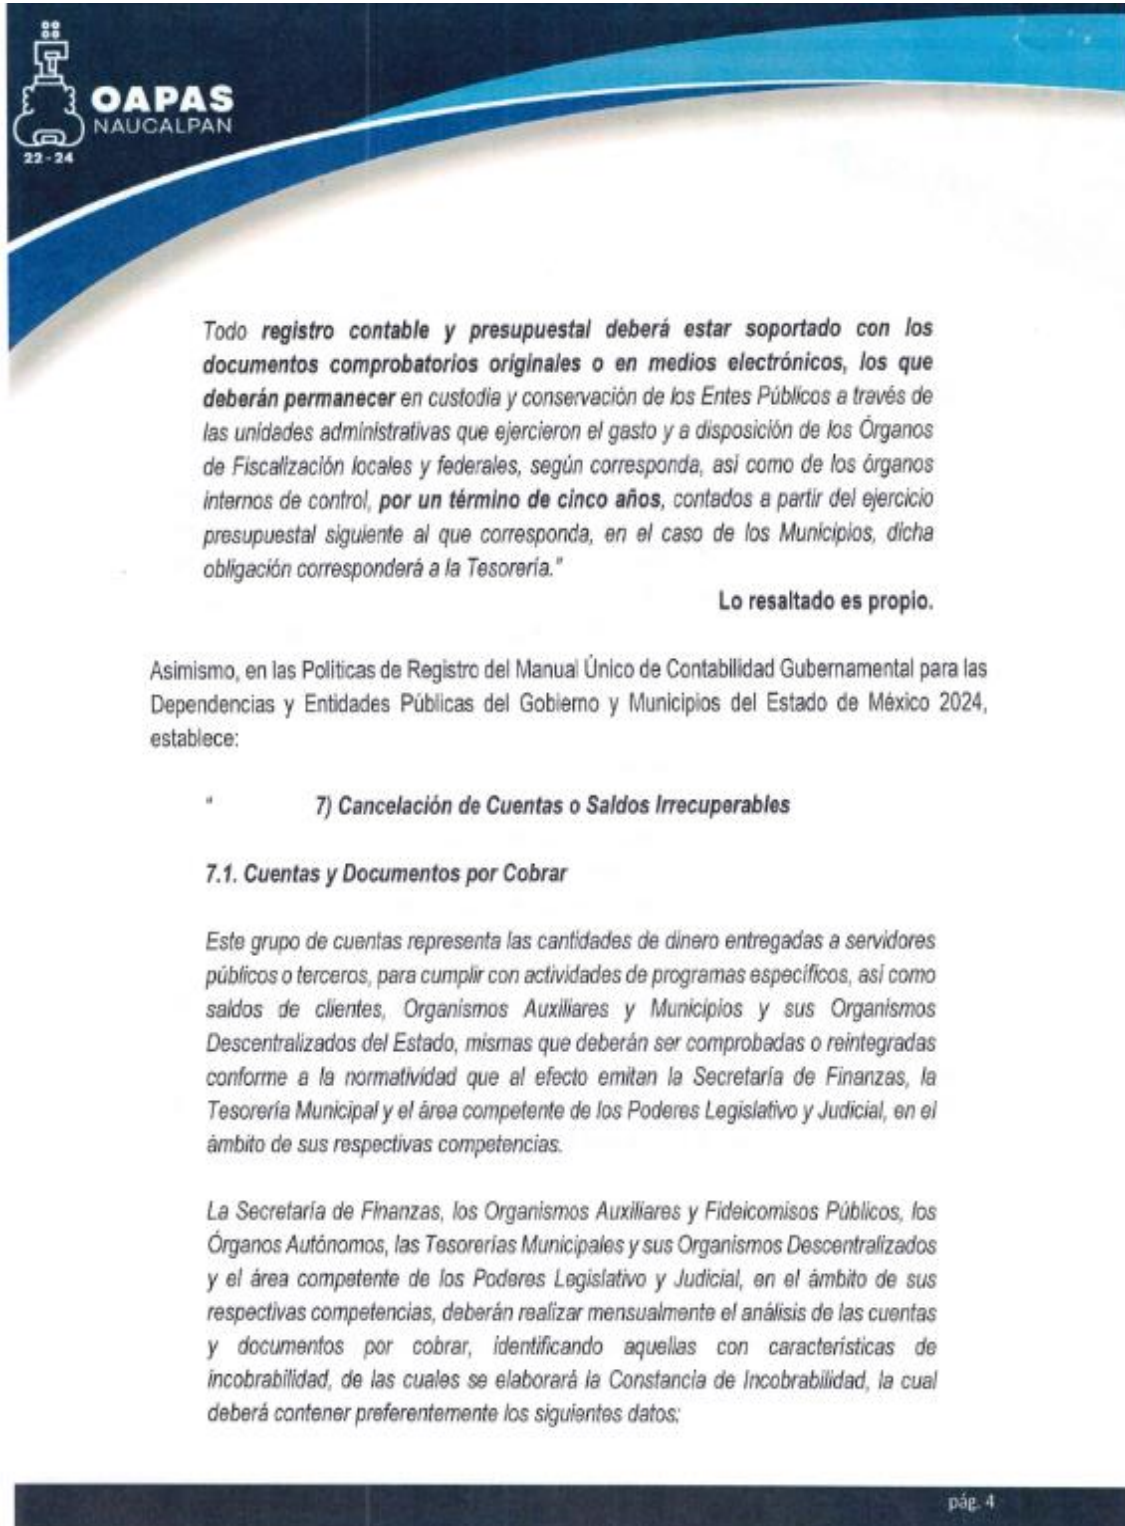 OAPAS
NAUCALPAN
22-24
Todo registro contable y presupuestal deberá estar soportado con los
documentos comprobatorios originales o en medios electrónicos, los que
deberán permanecer en custodia y conservación de los Entes Públicos a través de
las unidades administrativas que ejercieron el gasto y a disposición de los Órganos
de Fiscalización locales y federales, según corresponda, así como de los órganos
internos de control, por un término de cinco años, contados a partir del ejercicio
presupuestal siguiente al que corresponda, en el caso de los Municipios, dicha
obligación corresponderá a la Tesorería."
Lo resaltado es propio.
Asimismo, en las Políticas de Registro del Manual Único de Contabilidad Gubernamental para las
Dependencias y Entidades Públicas del Gobierno y Municipios del Estado de México 2024,
establece:
" 7) Cancelación de Cuentas o Saldos Irrecuperables
7.1. Cuentas y Documentos por Cobrar
Este grupo de cuentas representa las cantidades de dinero entregadas a servidores
públicos o terceros, para cumplir con actividades de programas específicos, así como
saldos de clientes, Organismos Auxiliares y Municipios y sus Organismos
Descentralizados del Estado, mismas que deberán ser comprobadas o reintegradas
conforme a la normatividad que al efecto emitan la Secretaría de Finanzas, la
Tesorería Municipal y el área competente de los Poderes Legislativo y Judicial, en el
ámbito de sus respectivas competencias.
La Secretaría de Finanzas, los Organismos Auxiliares y Fideicomisos Públicos, los
Órganos Autónomos, las Tesorerías Municipales y sus Organismos Descentralizados
y el área competente de los Poderes Legislativo y Judicial, en el ámbito de sus
respectivas competencias, deberán realizar mensualmente el análisis de las cuentas
y documentos por cobrar, identificando aquellas con características de
incobrabilidad, de las cuales se elaborará la Constancia de Incobrabilidad, la cual
deberá contener preferentemente los siguientes datos:
pág. 4